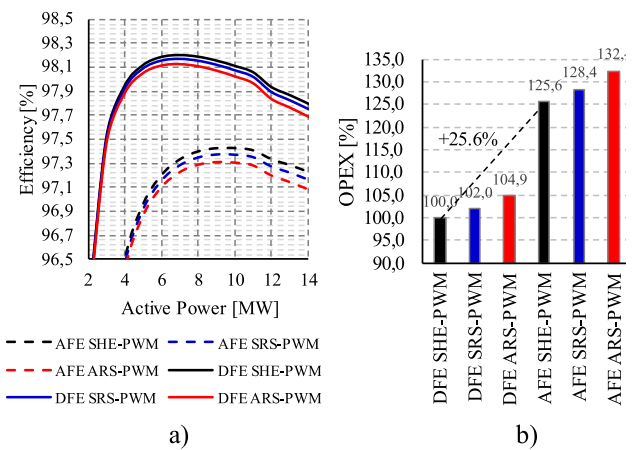 98,5
98,3
98,1
97,9
97,7
97,5
97,3
97,1
96,9
96,7
96,5
Efficiency [%]
2 4 6 8 10 12 14
Active Power [MW]
AFE SHE-PWM AFE SRS-PWM
AFE ARS-PWM DFE SHE-PWM
DFE SRS-PWM DFE ARS-PWM
a)
135,0
130,0
125,0
120,0
115,0
110,0
105,0
100,0
95,0
90,0
OPEX [%]
100,0
102,0
104,9
125,6
128,4
+25.6%
DFE SHE-PWM
DFE SRS-PWM
DFE ARS-PWM
AFE SHE-PWM
AFE SRS-PWM
AFE ARS-PWM
b)